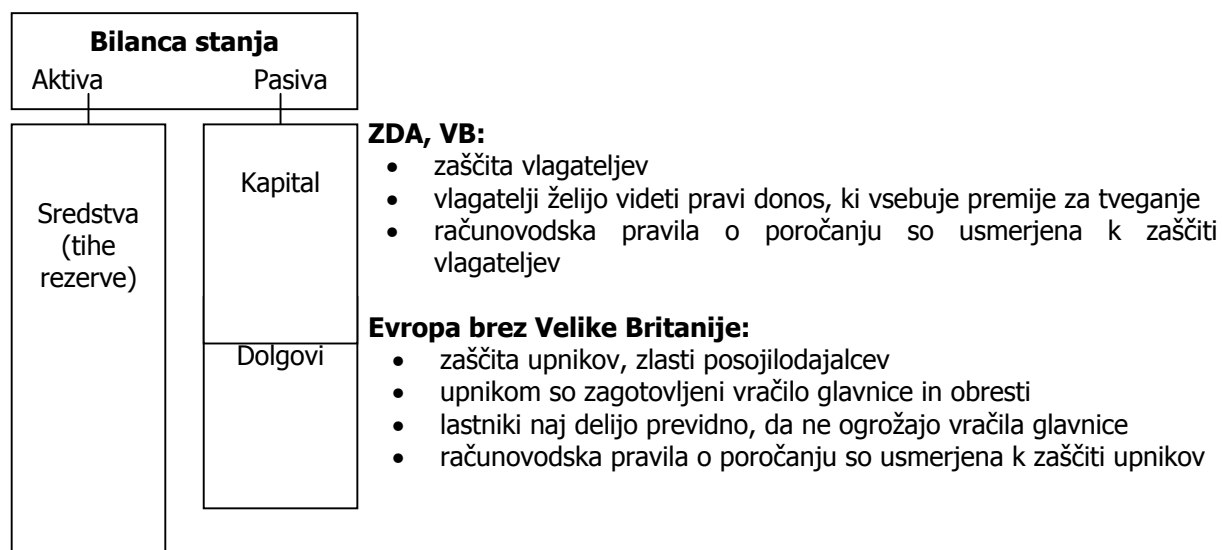 Bilanca stanja
Aktiva Pasiva
Sredstva
(tihe
rezerve)
Kapital
Dolgovi
ZDA, VB:
• zaščita vlagateljev
• vlagatelji želijo videti pravi donos, ki vsebuje premije za tveganje
• računovodska pravila o poročanju so usmerjena k zaščiti
vlagateljev
Evropa brez Velike Britanije:
• zaščita upnikov, zlasti posojilodajalcev
• upnikom so zagotovljeni vračilo glavnice in obresti
• lastniki naj delijo previdno, da ne ogrožajo vračila glavnice
• računovodska pravila o poročanju so usmerjena k zaščiti upnikov